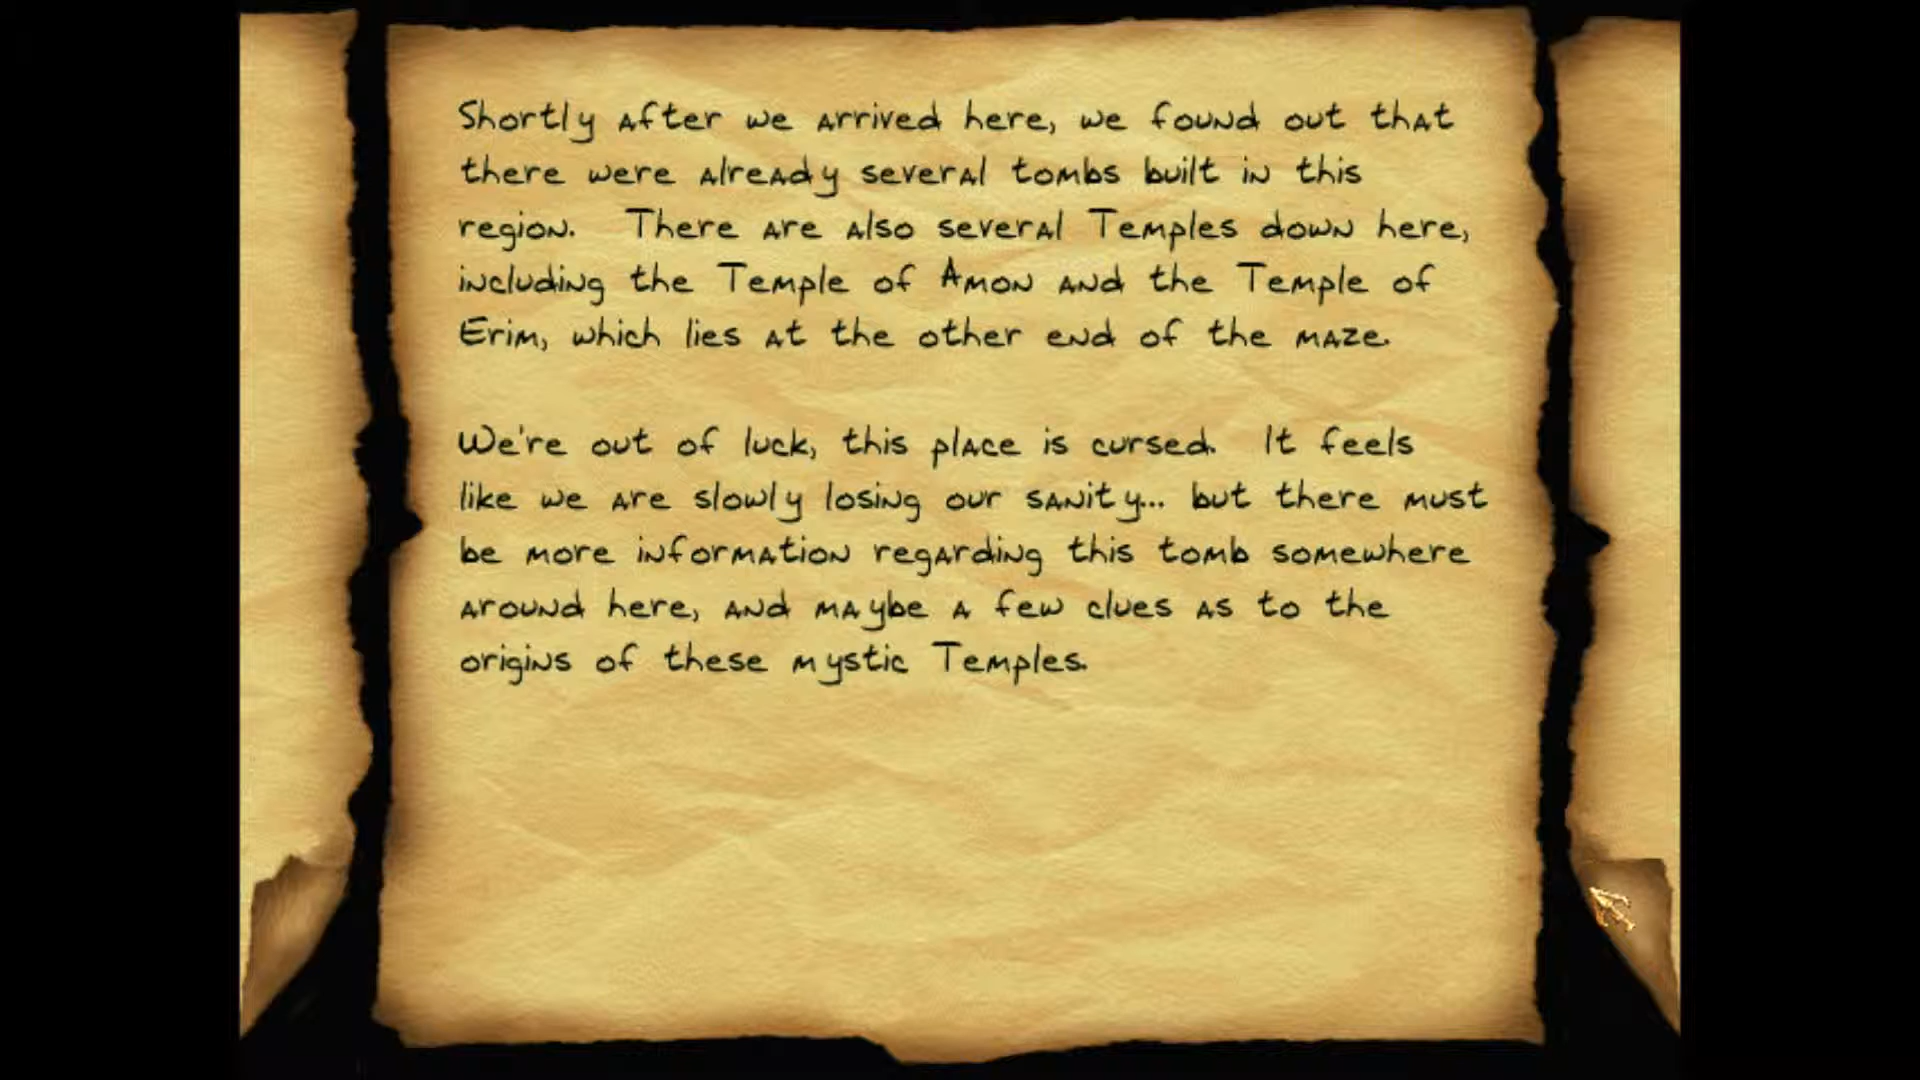 Shortly after we arrived here, we found out that
there were already several tombs built in this
region. There are also several Temples down here,
including the Temple of Amon and the Temple of
Erim, which lies at the other end of the maze.
We're out of luck, this place is cursed. It feels
like we are slowly losing our sanity... but there must
be more information regarding this tomb somewhere
around here, and maybe a few clues as to the
origins of these mystic Temples.